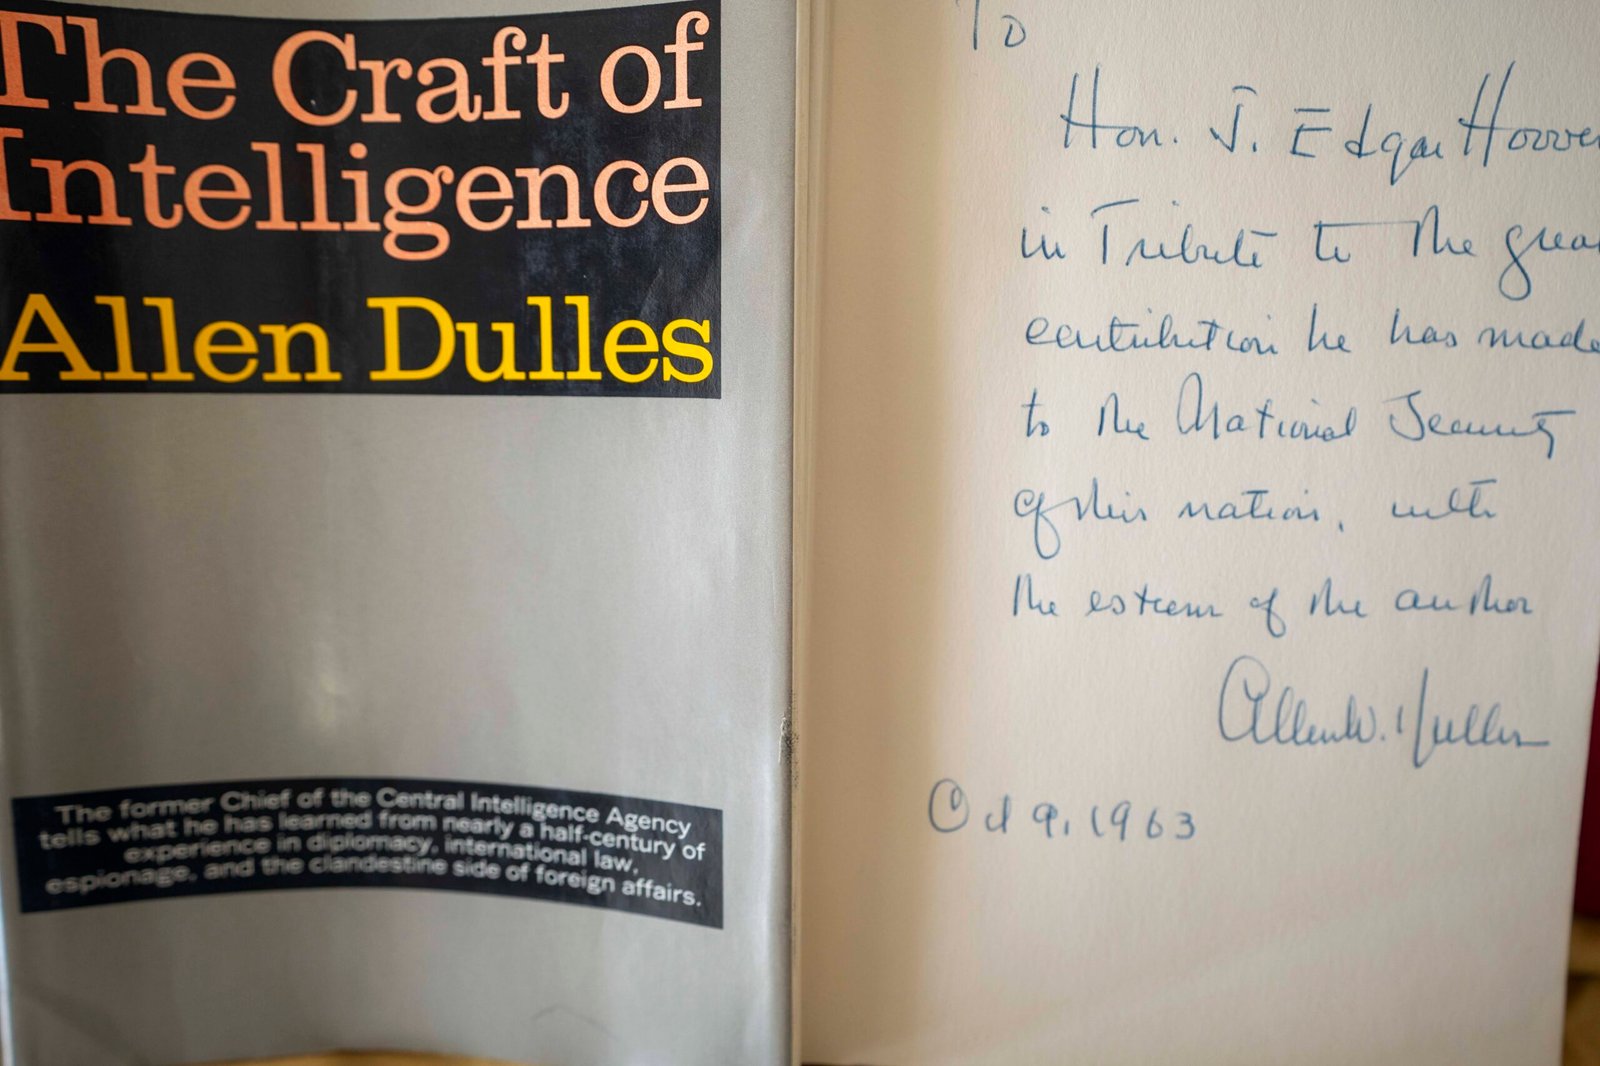 The Craft of
Intelligence
Allen Dulles
The former Chief of the Central Intelligence Agency
tells what he has learned from nearly a half-century of
experience in diplomacy, international law,
espionage, and the clandestine side of foreign affairs.
To
Hon. J. Edgar Hoover
in Tribute to the great
contribution he has made
to the National Security
of this nation, with
the esteem of the author
Allen W. Dulles
Oct 9, 1963